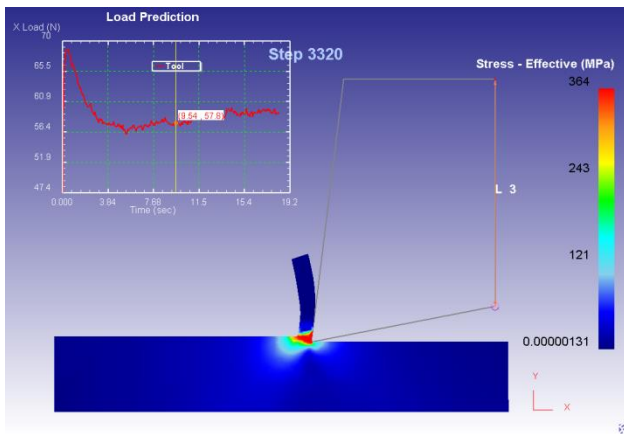 Load Prediction
X Load (N)
70
Step 3320
Tool
65.5
60.9
(9.54 , 57.8)
56.4
51.9
47.4
0.000 3.84 7.68 11.5 15.4 19.2
Time (sec)
Stress - Effective (MPa)
364
243
121
0.00000131
L 3
Y
X